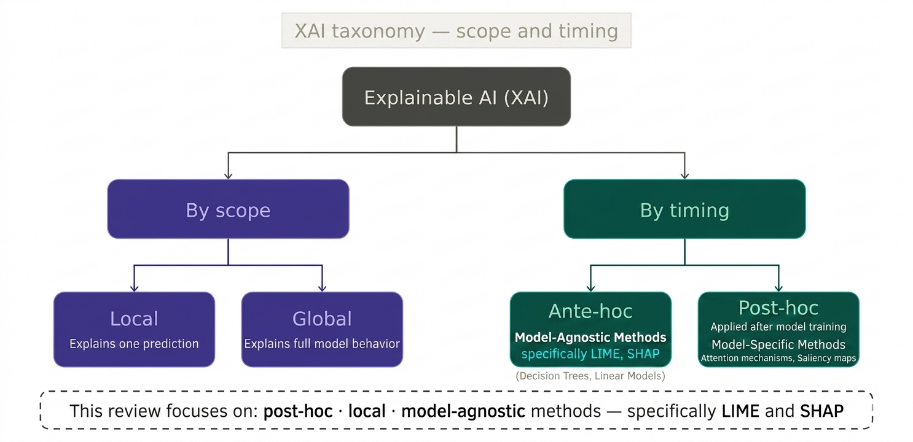 XAI taxonomy — scope and timing
Explainable AI (XAI)
By scope
By timing
Local
Explains one prediction
Global
Explains full model behavior
Ante-hoc
Model-Agnostic Methods
specifically LIME, SHAP
(Decision Trees, Linear Models)
Post-hoc
Applied after model training
Model-Specific Methods
Attention mechanisms, Saliency maps
This review focuses on: post-hoc · local · model-agnostic methods — specifically LIME and SHAP